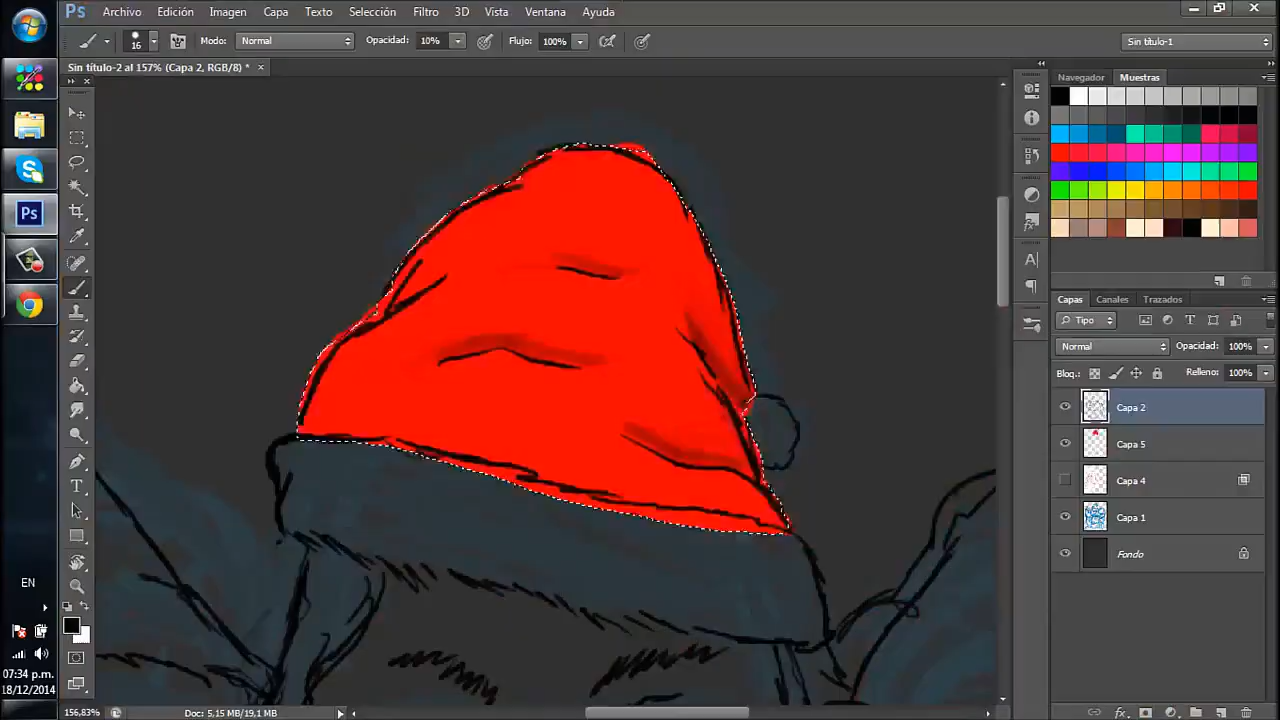 Ps Archivo Edición Imagen Capa Texto Selección Filtro 3D Vista Ventana Ayuda
16 Modo: Normal Opacidad: 10% Flujo: 100% Sin título-1
Sin título-2 al 157% (Capa 2, RGB/8) * ×
Navegador Muestras
Ps
Capas Canales Trazados
Tipo
Normal Opacidad: 100%
Bloq.: Relleno: 100%
Capa 2
Capa 5
Capa 4
Capa 1
Fondo
EN
07:34 p.m.
18/12/2014
156,83% Doc: 5,15 MB/19,1 MB